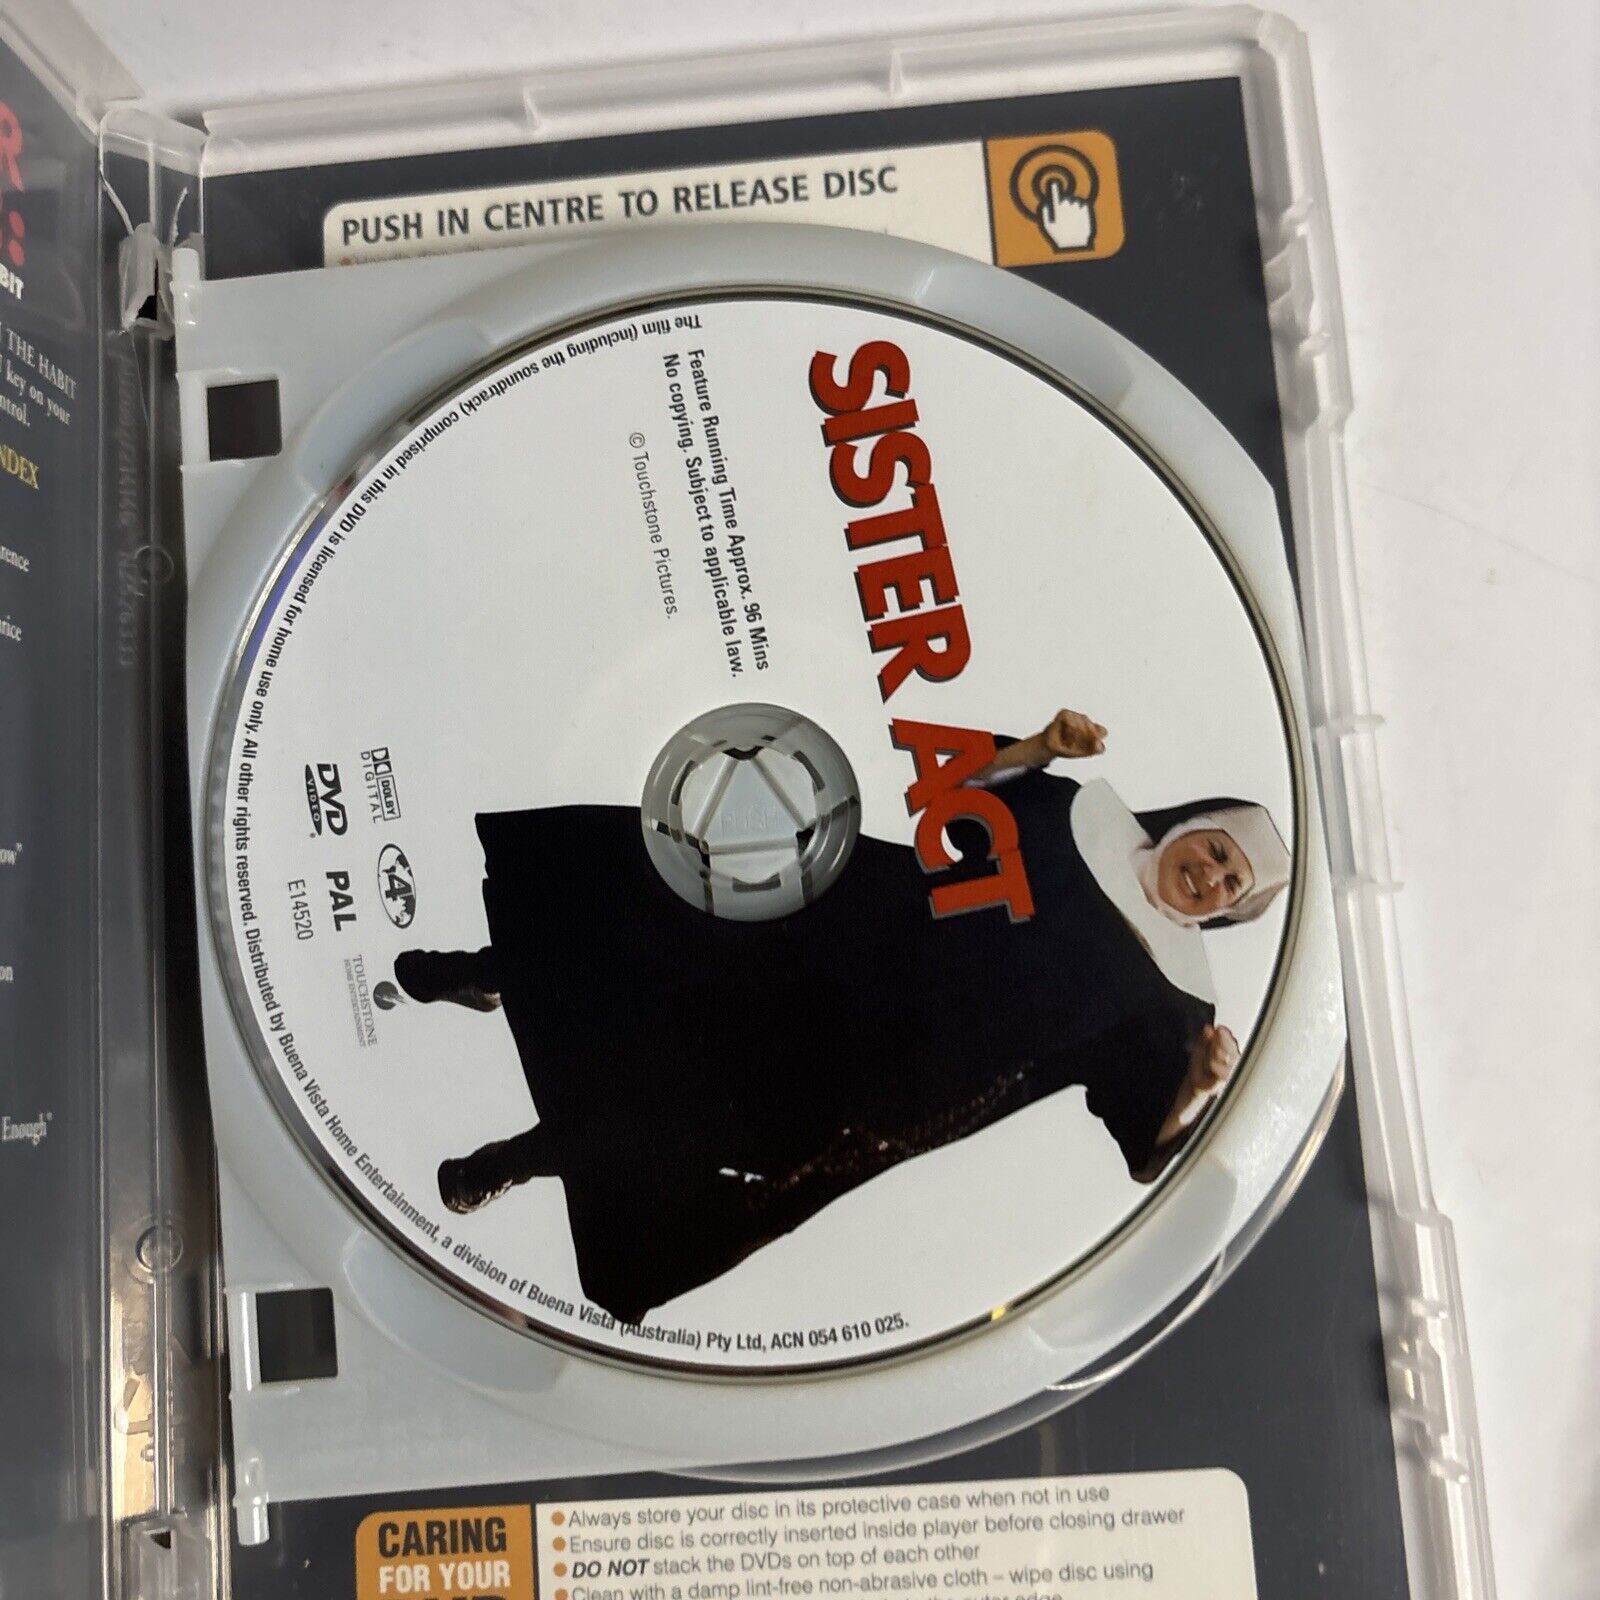 R
:
BIT
THE HABIT
key on your
ntrol.
NDEX
rence
rice
ow"
on
Enough"
PUSH IN CENTRE TO RELEASE DISC
SISTER ACT
Feature Running Time Approx. 96 Mins
No copying. Subject to applicable law.
© Touchstone Pictures.
The film (including the soundtrack) comprised in this DVD is licensed for home use only. All other rights reserved. Distributed by Buena Vista Home Entertainment, a division of Buena Vista (Australia) Pty Ltd, ACN 054 610 025.
DOLBY
DIGITAL
DVD
VIDEO
4
PAL
E14520
TOUCHSTONE
HOME ENTERTAINMENT
CARING
FOR YOUR
DVD
Always store your disc in its protective case when not in use
Ensure disc is correctly inserted inside player before closing drawer
DO NOT stack the DVDs on top of each other
Clean with a damp lint-free non-abrasive cloth – wipe disc using